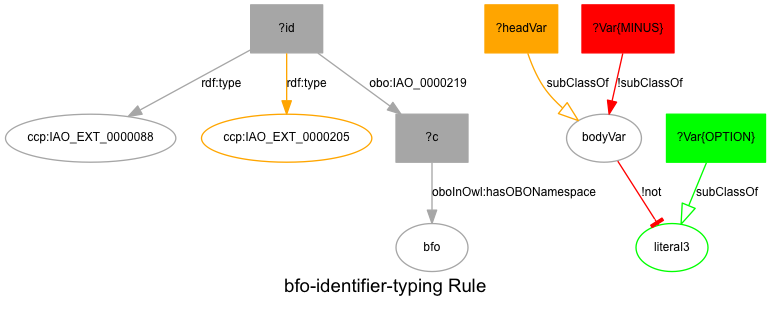 ?id
?headVar
?Var{MINUS}
rdf:type
rdf:type
obo:IAO_0000219
subClassOf
!subClassOf
ccp:IAO_EXT_0000088
ccp:IAO_EXT_0000205
?c
bodyVar
?Var{OPTION}
oboInOwl:hasOBONamespace
!not
subClassOf
bfo
literal3
bfo-identifier-typing Rule